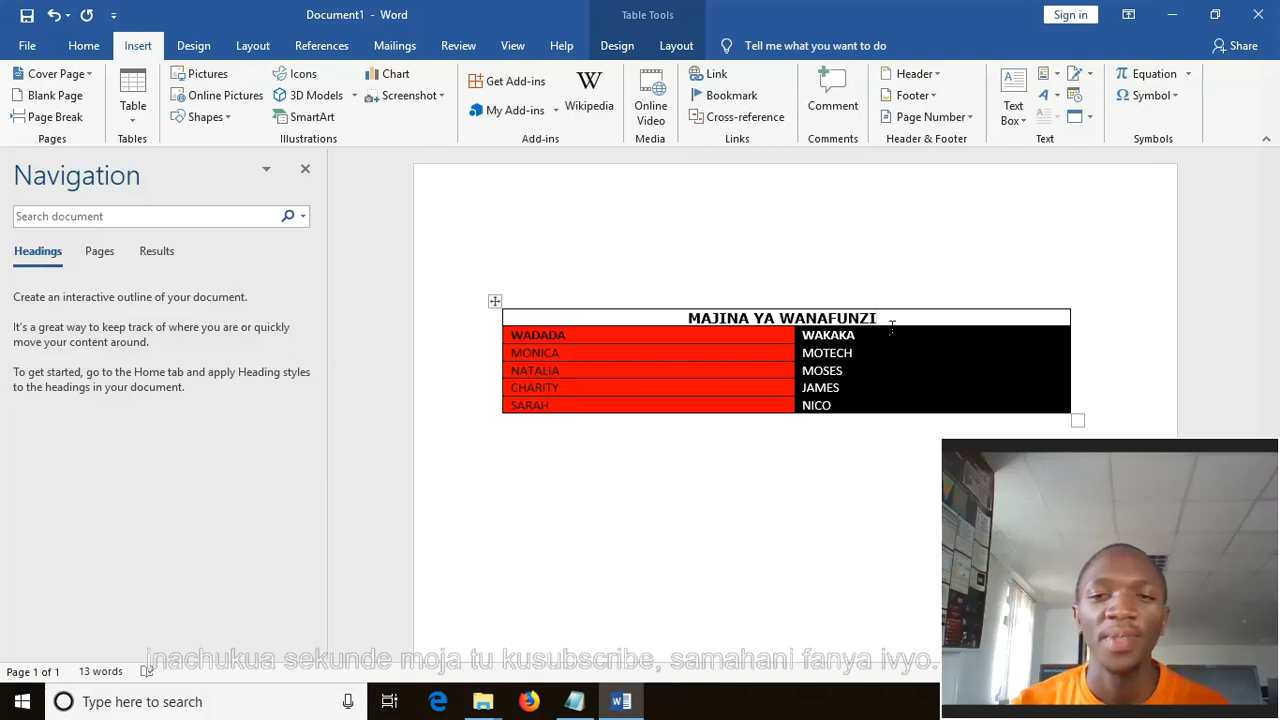 Document1 - Word
Table Tools
Sign in
File Home Insert Design Layout References Mailings Review View Help Design Layout Tell me what you want to do Share
Cover Page
Blank Page
Page Break
Pages
Table
Tables
Pictures
Online Pictures
Shapes
Icons
3D Models
SmartArt
Chart
Screenshot
Illustrations
Get Add-ins
My Add-ins
Wikipedia
Add-ins
Online
Video
Media
Link
Bookmark
Cross-reference
Links
Comment
Comments
Header
Footer
Page Number
Header & Footer
Text
Box
Text
Equation
Symbol
Symbols
Navigation
Search document
Headings Pages Results
Create an interactive outline of your document.
It's a great way to keep track of where you are or quickly
move your content around.
To get started, go to the Home tab and apply Heading styles
to the headings in your document.
MAJINA YA WANAFUNZI
WADADA WAKAKA
MONICA MOTECH
NATALIA MOSES
CHARITY JAMES
SARAH NICO
inachukua sekunde moja tu kusubscribe, samahani fanya ivyo.
Page 1 of 1 13 words
Type here to search